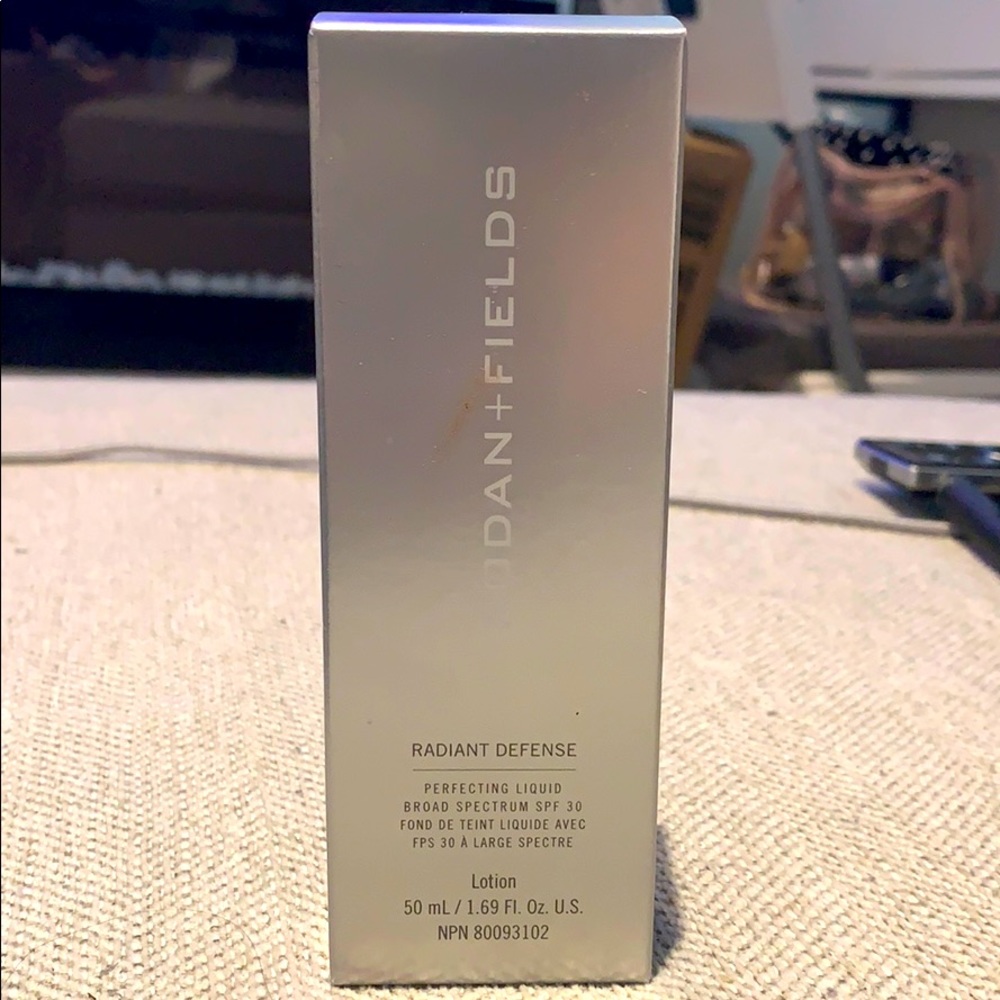 RODAN+FIELDS
RADIANT DEFENSE
PERFECTING LIQUID
BROAD SPECTRUM SPF 30
FOND DE TEINT LIQUIDE AVEC
FPS 30 À LARGE SPECTRE
Lotion
50 mL / 1.69 Fl. Oz. U.S.
NPN 80093102